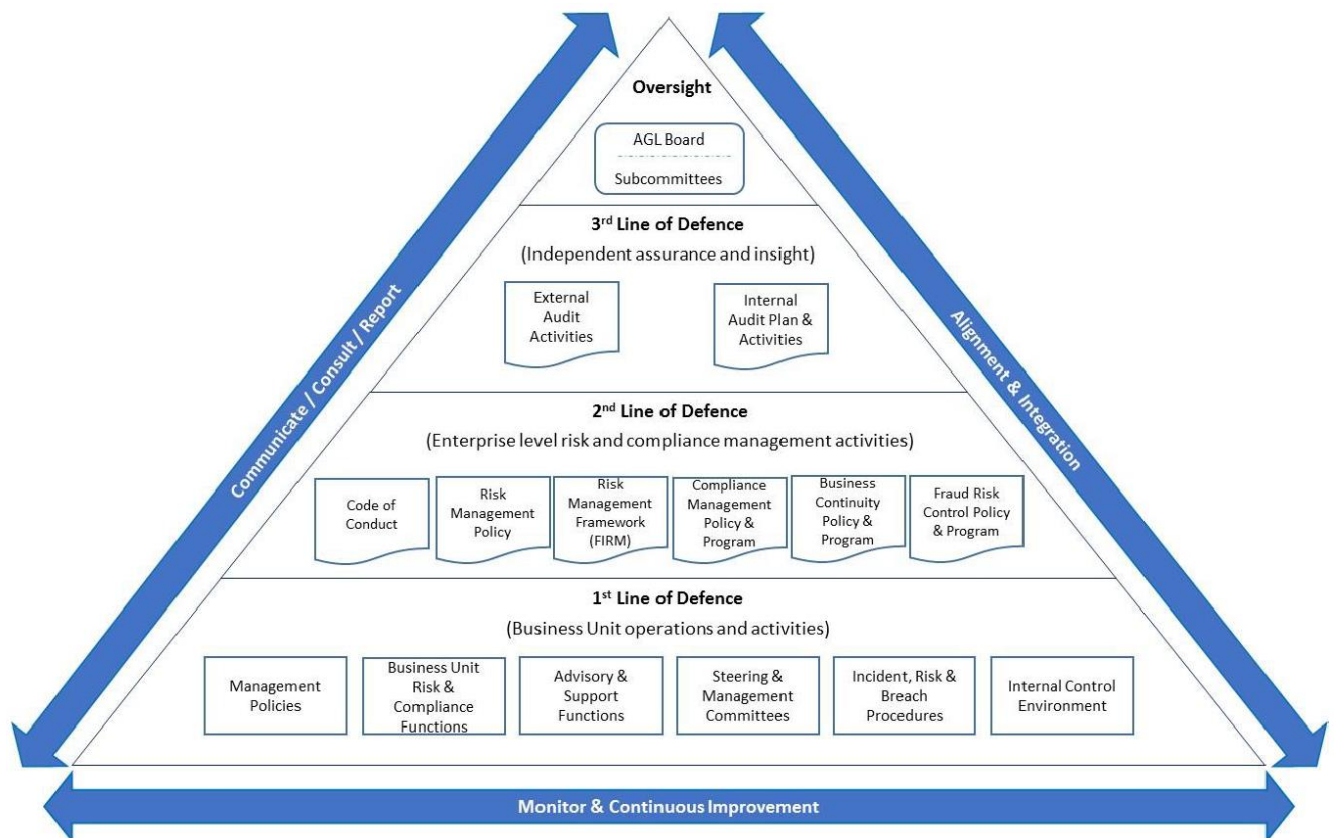 Oversight
AGL Board
Subcommittees
3rd Line of Defence
(Independent assurance and insight)
External
Audit
Activities
Internal
Audit Plan &
Activities
2nd Line of Defence
(Enterprise level risk and compliance management activities)
Code of
Conduct
Risk
Management
Policy
Risk
Management
Framework
(FIRM)
Compliance
Management
Policy &
Program
Business
Continuity
Policy &
Program
Fraud Risk
Control Policy
& Program
1st Line of Defence
(Business Unit operations and activities)
Management
Policies
Business Unit
Risk &
Compliance
Functions
Advisory &
Support
Functions
Steering &
Management
Committees
Incident, Risk &
Breach
Procedures
Internal Control
Environment
Communicate / Consult / Report
Alignment & Integration
Monitor & Continuous Improvement